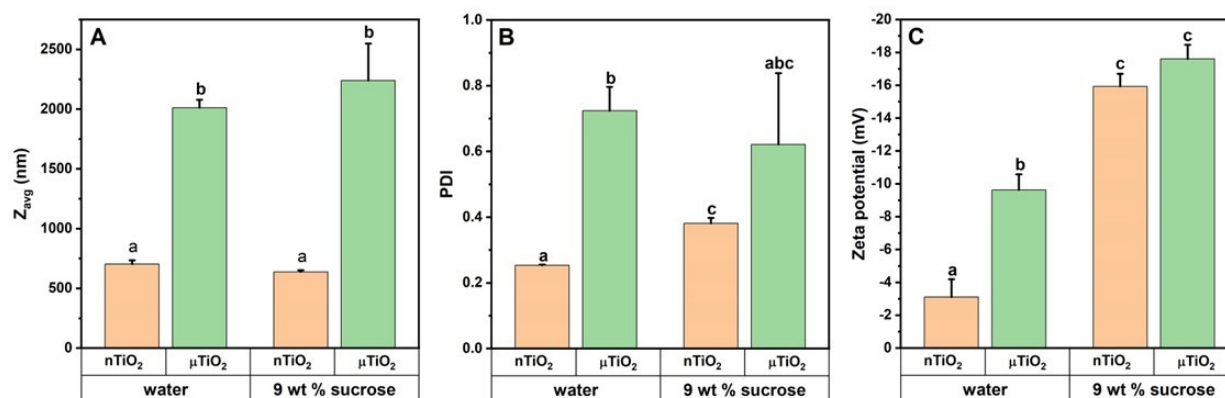 A
Zavg (nm)
2500
2000
1500
1000
500
0
a
b
a
b
nTiO2
μTiO2
nTiO2
μTiO2
water
9 wt % sucrose
B
PDI
1.0
0.8
0.6
0.4
0.2
0.0
a
b
c
abc
nTiO2
μTiO2
nTiO2
μTiO2
water
9 wt % sucrose
C
Zeta potential (mV)
-20
-18
-16
-14
-12
-10
-8
-6
-4
-2
0
a
b
c
c
nTiO2
μTiO2
nTiO2
μTiO2
water
9 wt % sucrose